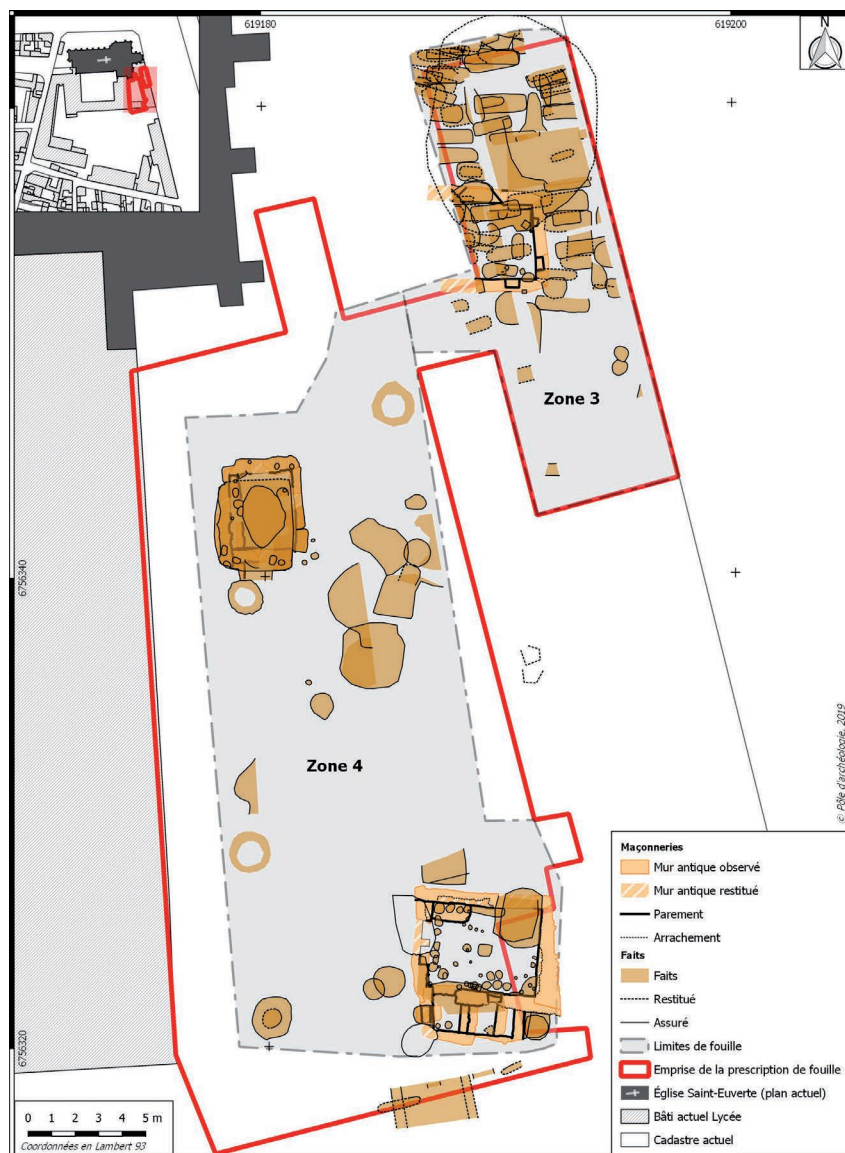 619180
619200
N
6756340
6756320
Zone 3
Zone 4
© Pôle d'archéologie, 2019
Maçonneries
Mur antique observé
Mur antique restitué
Parement
Arrachement
Faits
Faits
Restitué
Assuré
Limites de fouille
Emprise de la prescription de fouille
Église Saint-Euverte (plan actuel)
Bâti actuel Lycée
Cadastre actuel
0 1 2 3 4 5 m
Coordonnées en Lambert 93